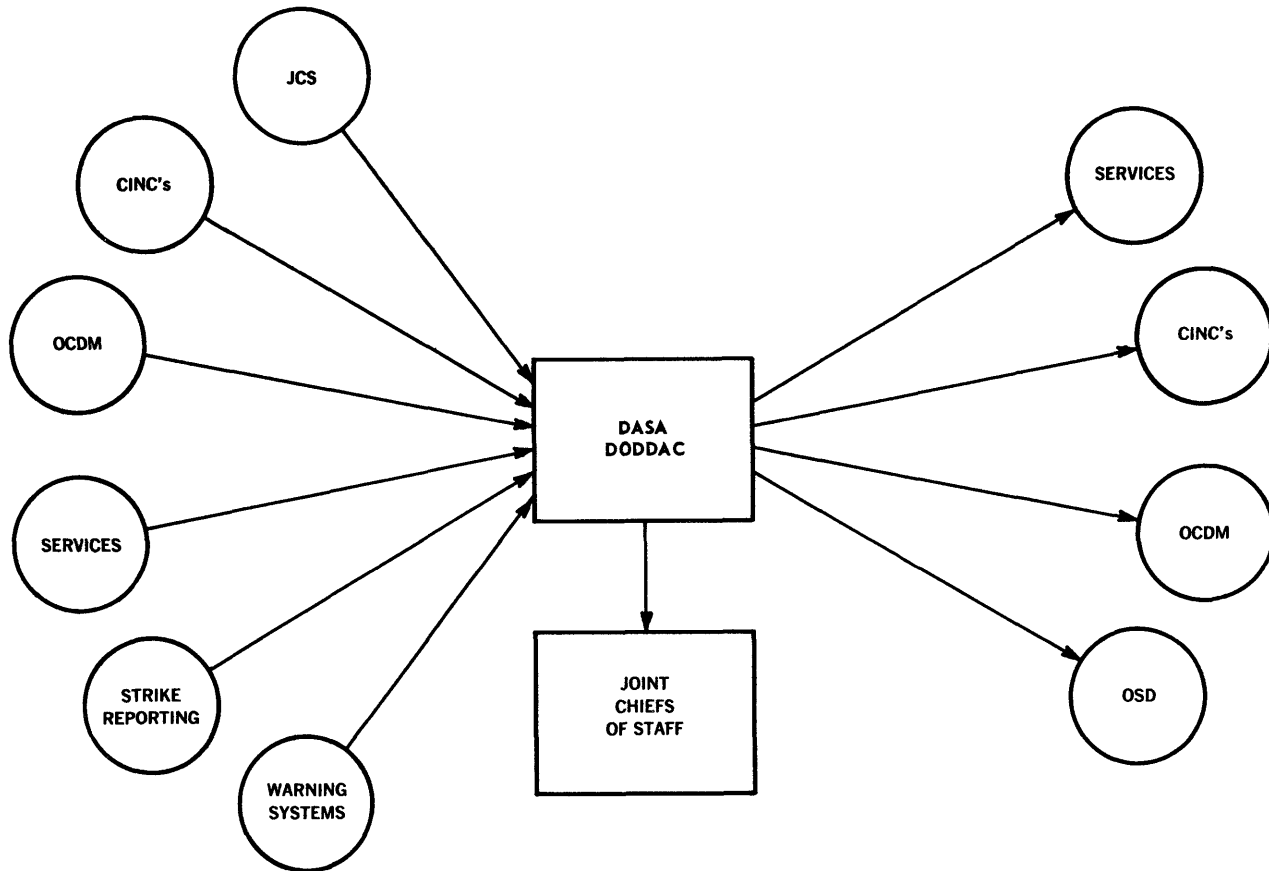 JCS
CINC's
OCDM
SERVICES
STRIKE
REPORTING
WARNING
SYSTEMS
DASA
DODDAC
JOINT
CHIEFS
OF STAFF
SERVICES
CINC's
OCDM
OSD